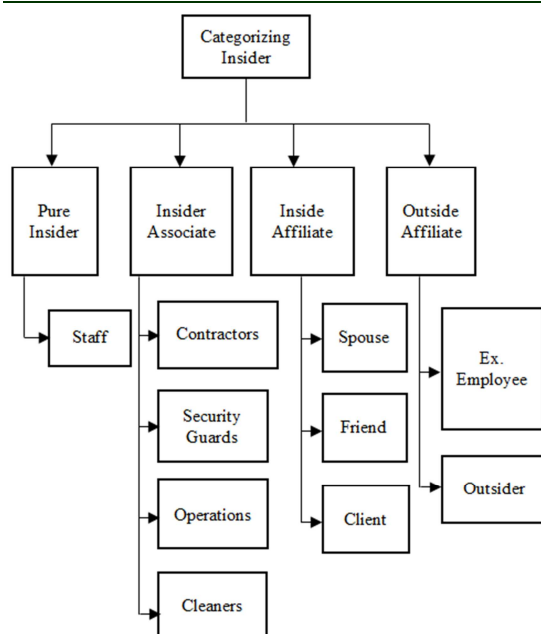 Categorizing
Insider
Pure
Insider
Insider
Associate
Inside
Affiliate
Outside
Affiliate
Staff
Contractors
Security
Guards
Operations
Cleaners
Spouse
Friend
Client
Ex.
Employee
Outsider